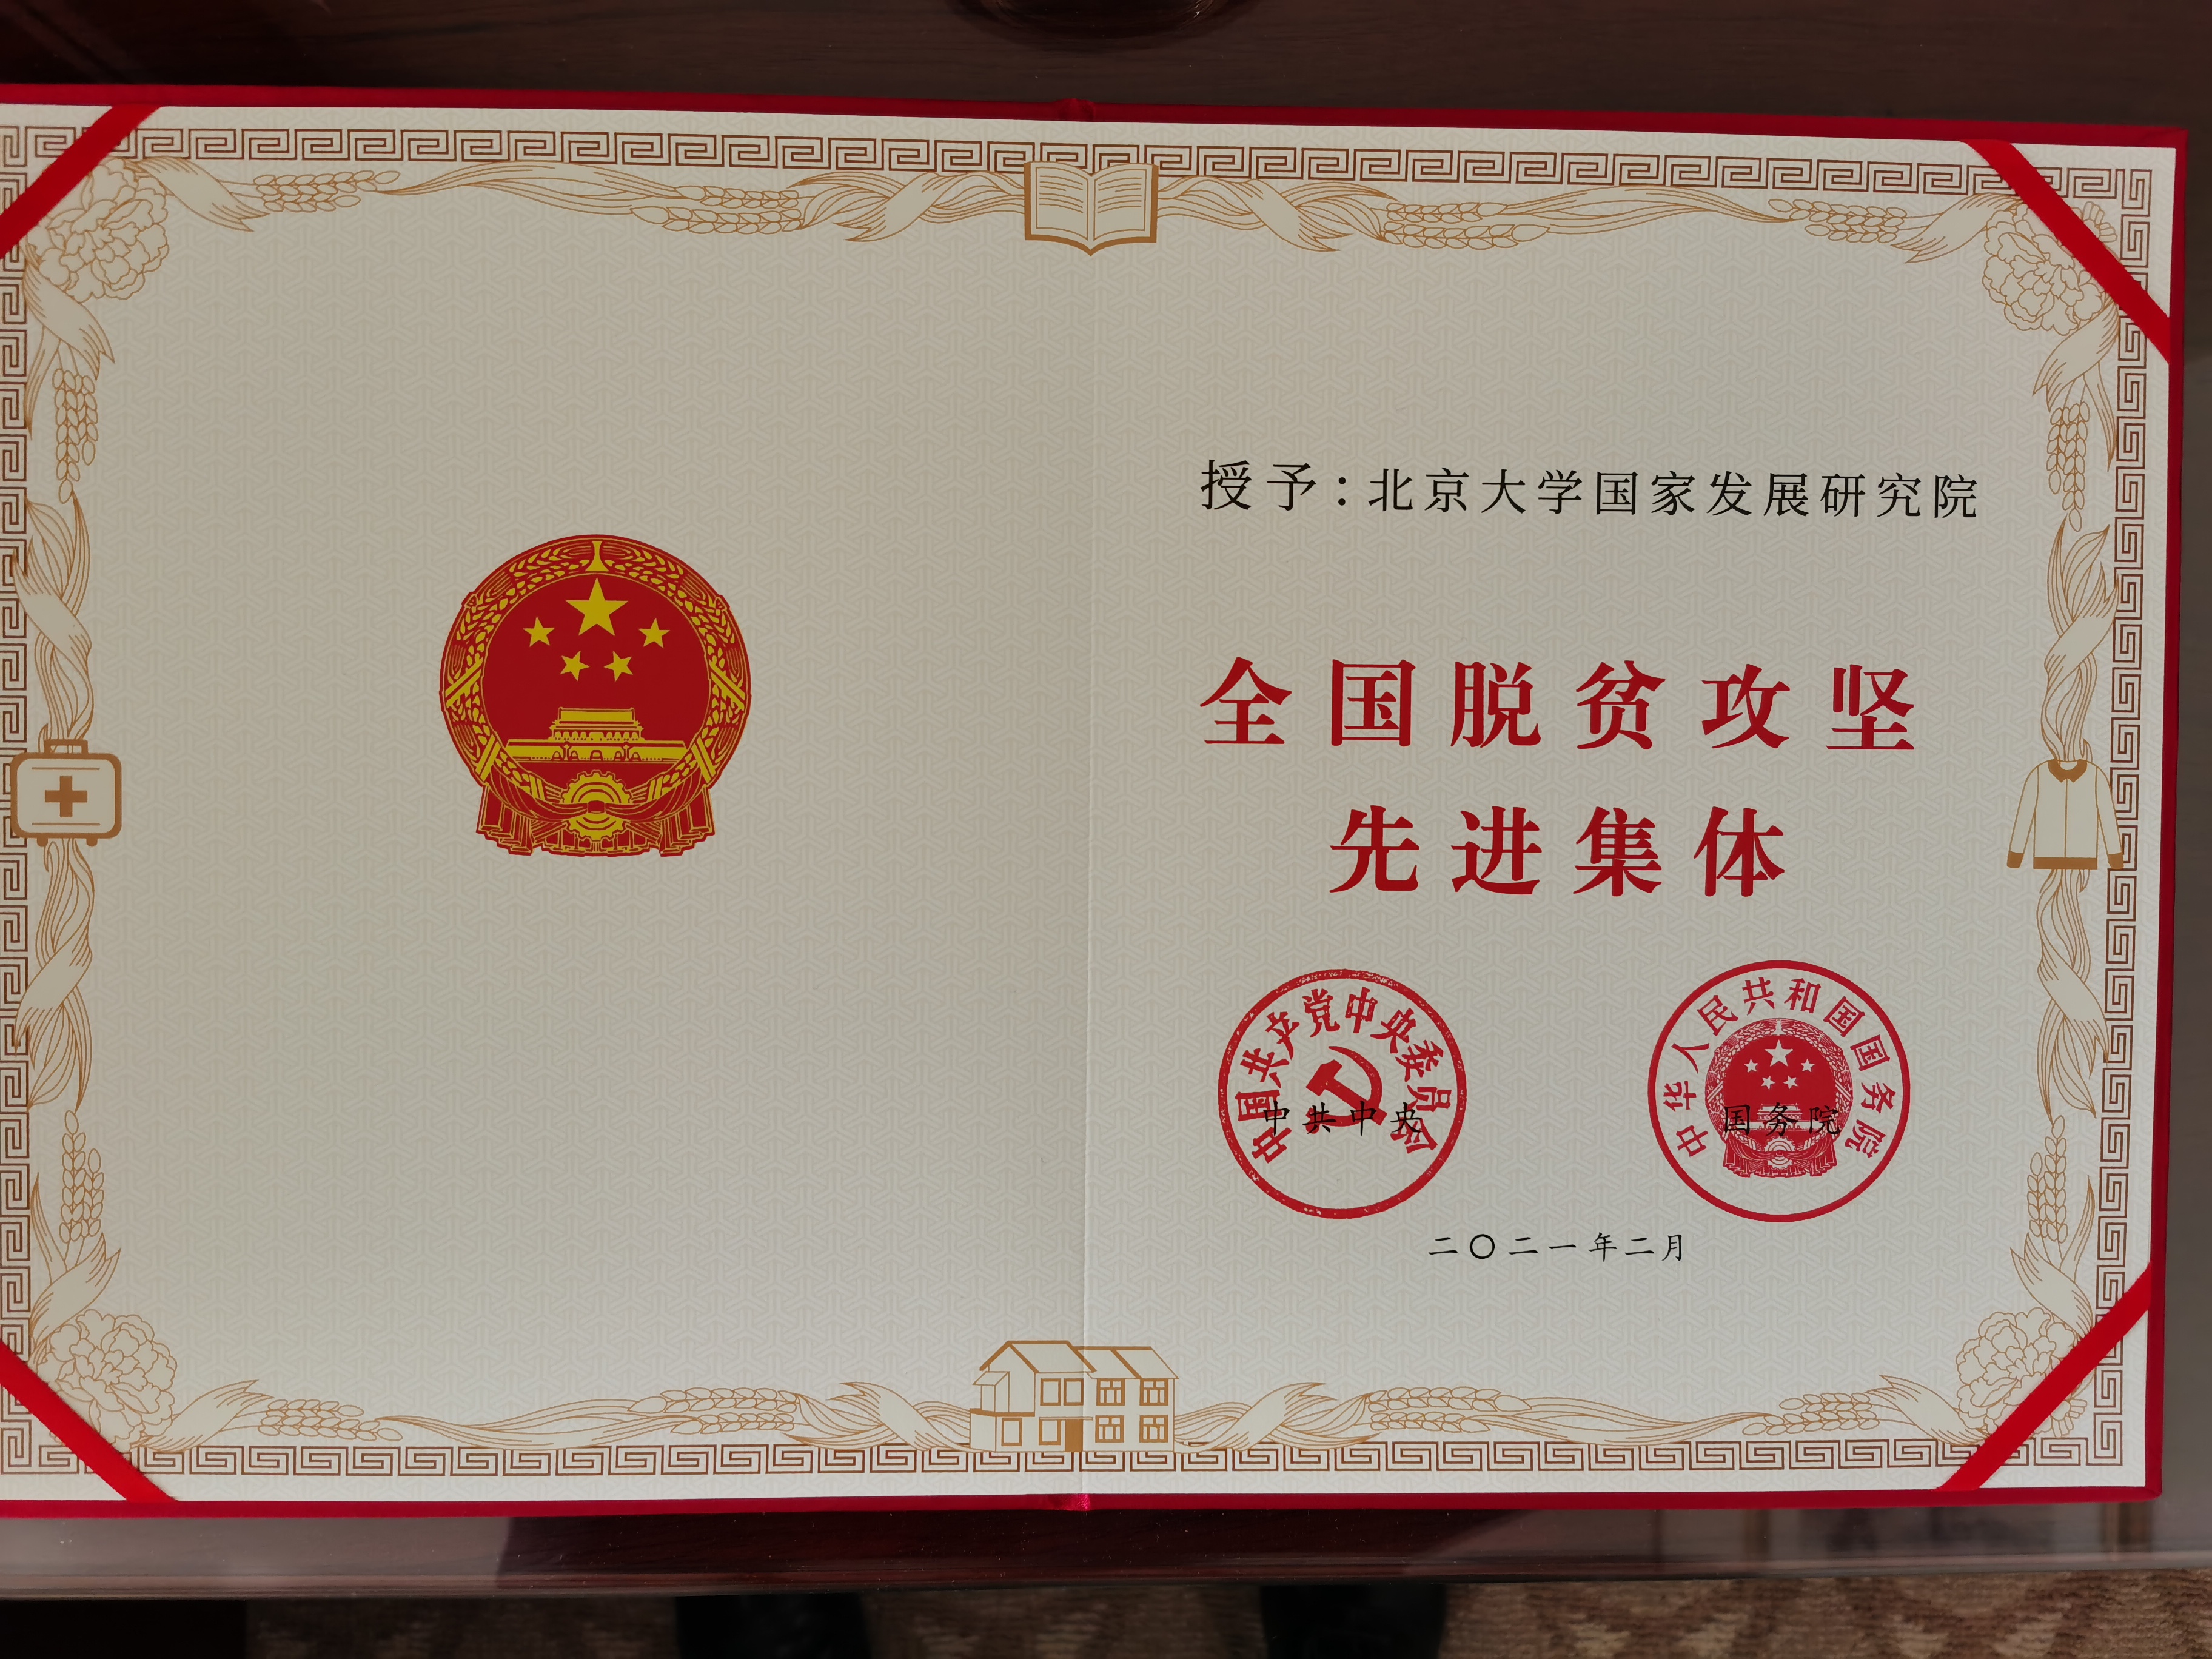 授予：北京大学国家发展研究院
全国脱贫攻坚
先进集体
中国共产党中央委员会
中共中央
中华人民共和国国务院
国务院
二〇二一年二月